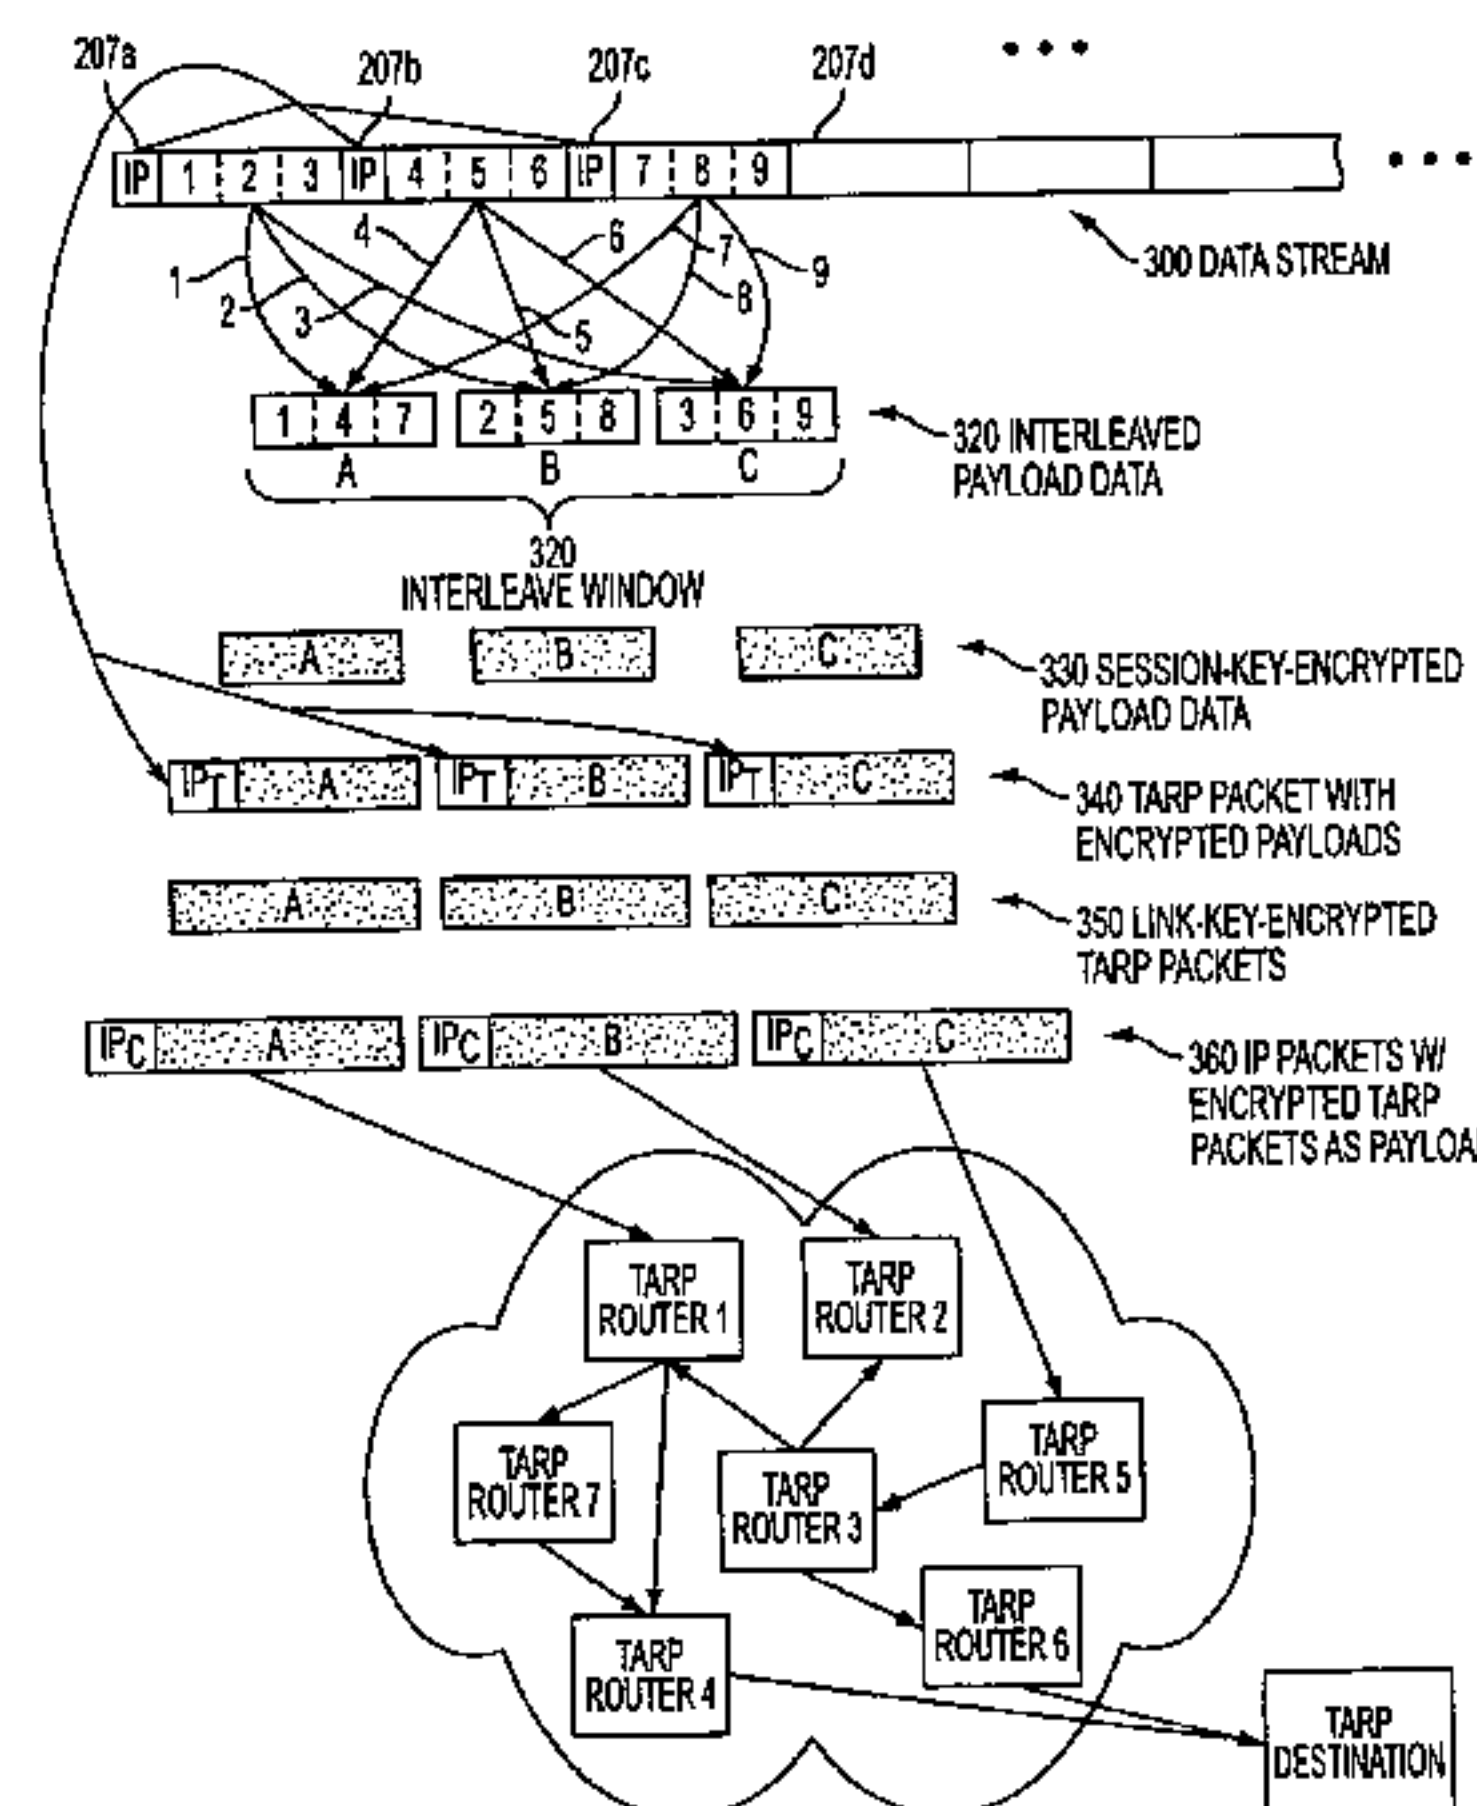 207a 207b 207c 207d
IP 1 2 3 IP 4 5 6 IP 7 8 9
300 DATA STREAM
1 2 3 4 5 6 7 8 9
1 4 7 2 5 8 3 6 9
A B C
320 INTERLEAVED
PAYLOAD DATA
320
INTERLEAVE WINDOW
A B C
330 SESSION-KEY-ENCRYPTED
PAYLOAD DATA
IPT A IPT B IPT C
340 TARP PACKET WITH
ENCRYPTED PAYLOADS
A B C
350 LINK-KEY-ENCRYPTED
TARP PACKETS
IPC A IPC B IPC C
360 IP PACKETS W/
ENCRYPTED TARP
PACKETS AS
TARP
ROUTER 1
TARP
ROUTER 2
TARP
ROUTER 5
TARP
ROUTER 7
TARP
ROUTER 3
TARP
ROUTER 6
TARP
ROUTER 4
TARP
DESTINATION